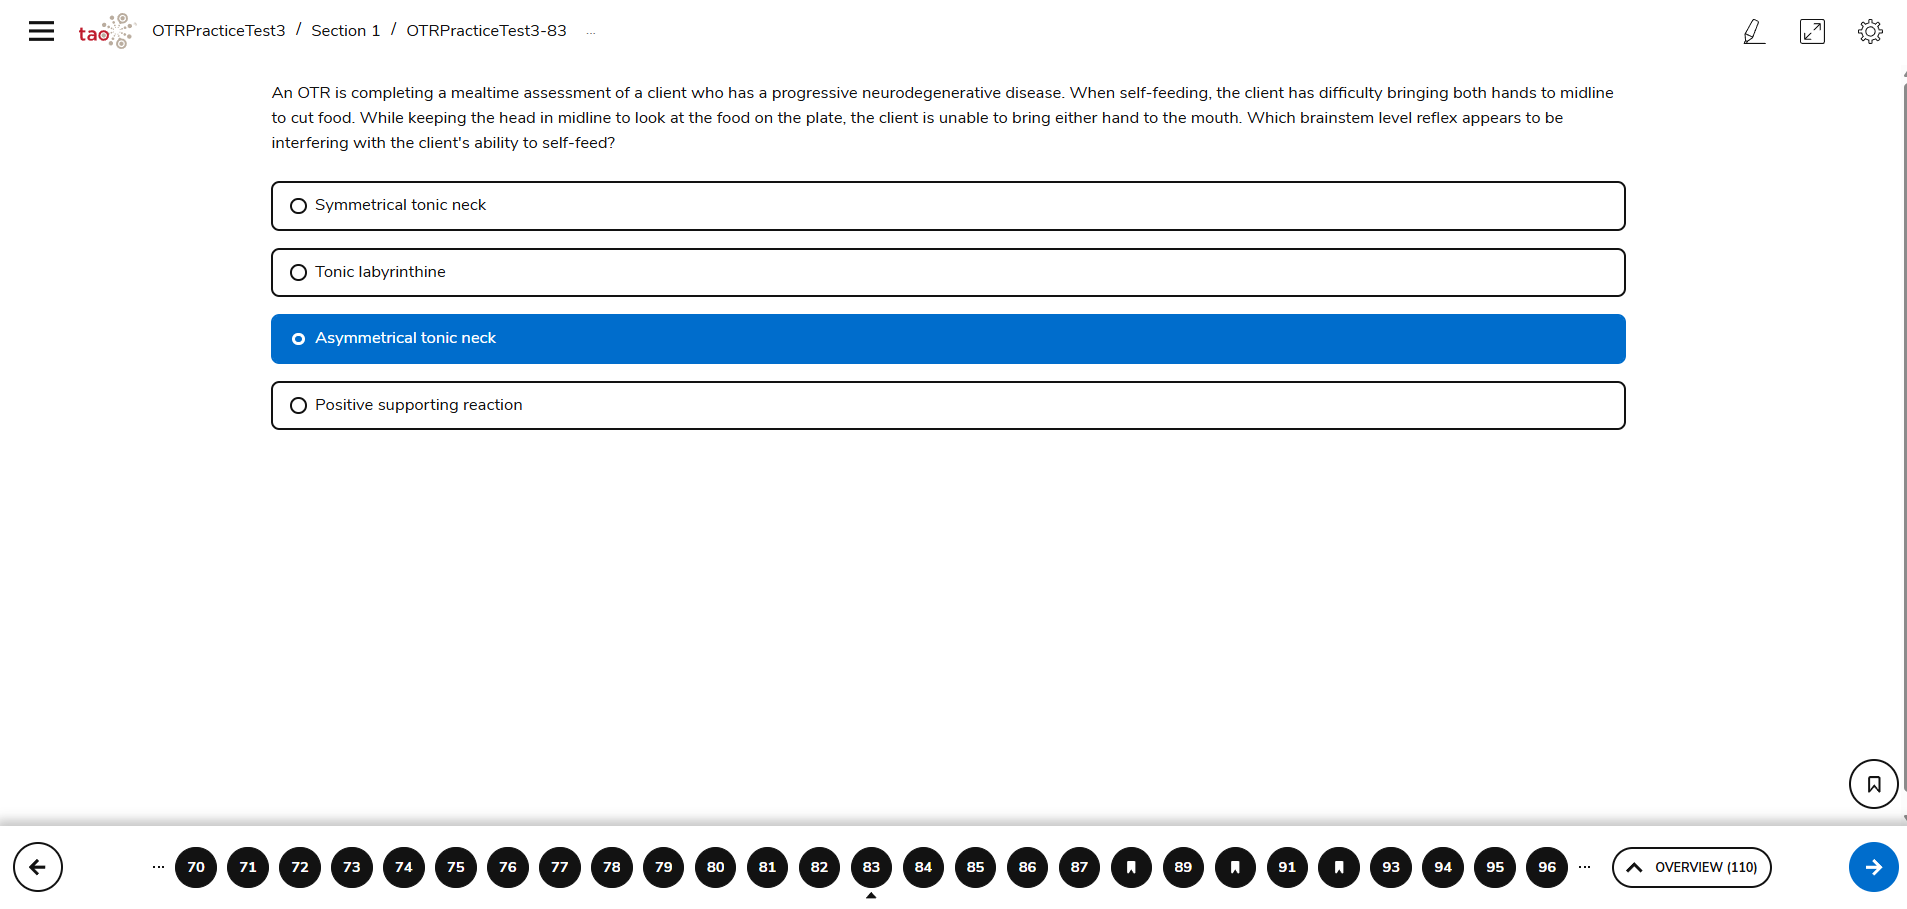 tao
OTRPracticeTest3 / Section 1 / OTRPracticeTest3-83 ...
An OTR is completing a mealtime assessment of a client who has a progressive neurodegenerative disease. When self-feeding, the client has difficulty bringing both hands to midline
to cut food. While keeping the head in midline to look at the food on the plate, the client is unable to bring either hand to the mouth. Which brainstem level reflex appears to be
interfering with the client's ability to self-feed?
Symmetrical tonic neck
Tonic labyrinthine
Asymmetrical tonic neck
Positive supporting reaction
... 70 71 72 73 74 75 76 77 78 79 80 81 82 83 84 85 86 87 89 91 93 94 95 96 ... OVERVIEW (110)